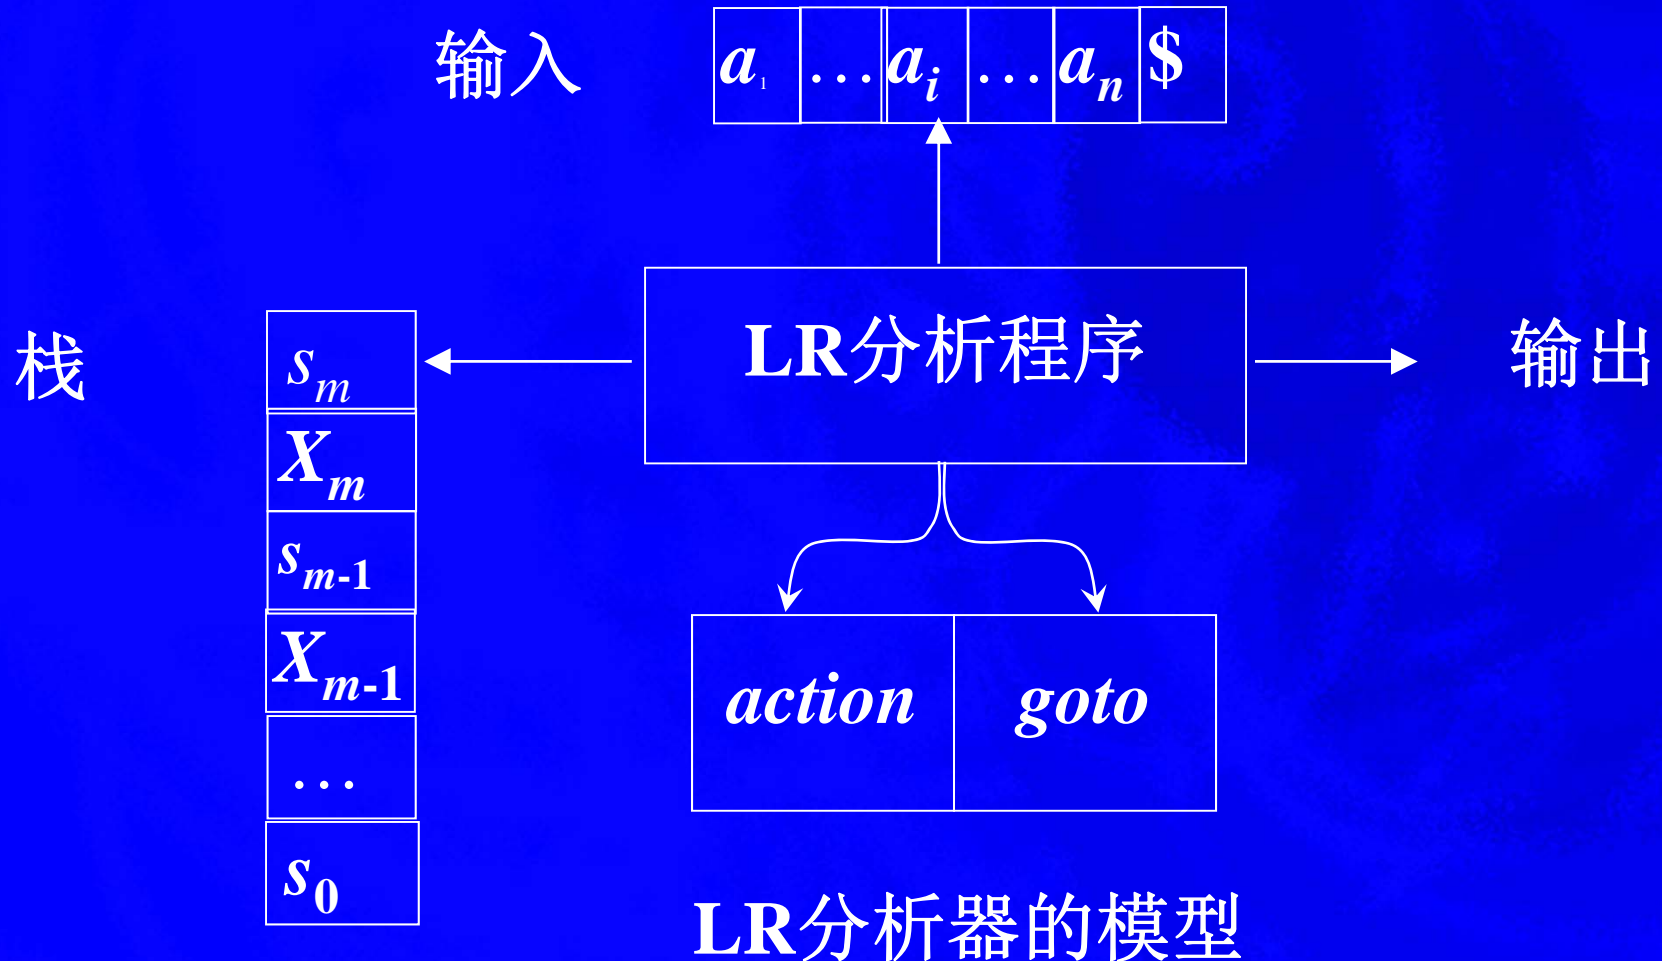 输入
a1 … ai … an $
LR分析程序
栈
输出
sm
Xm
sm-1
Xm-1
…
s0
action goto
LR分析器的模型